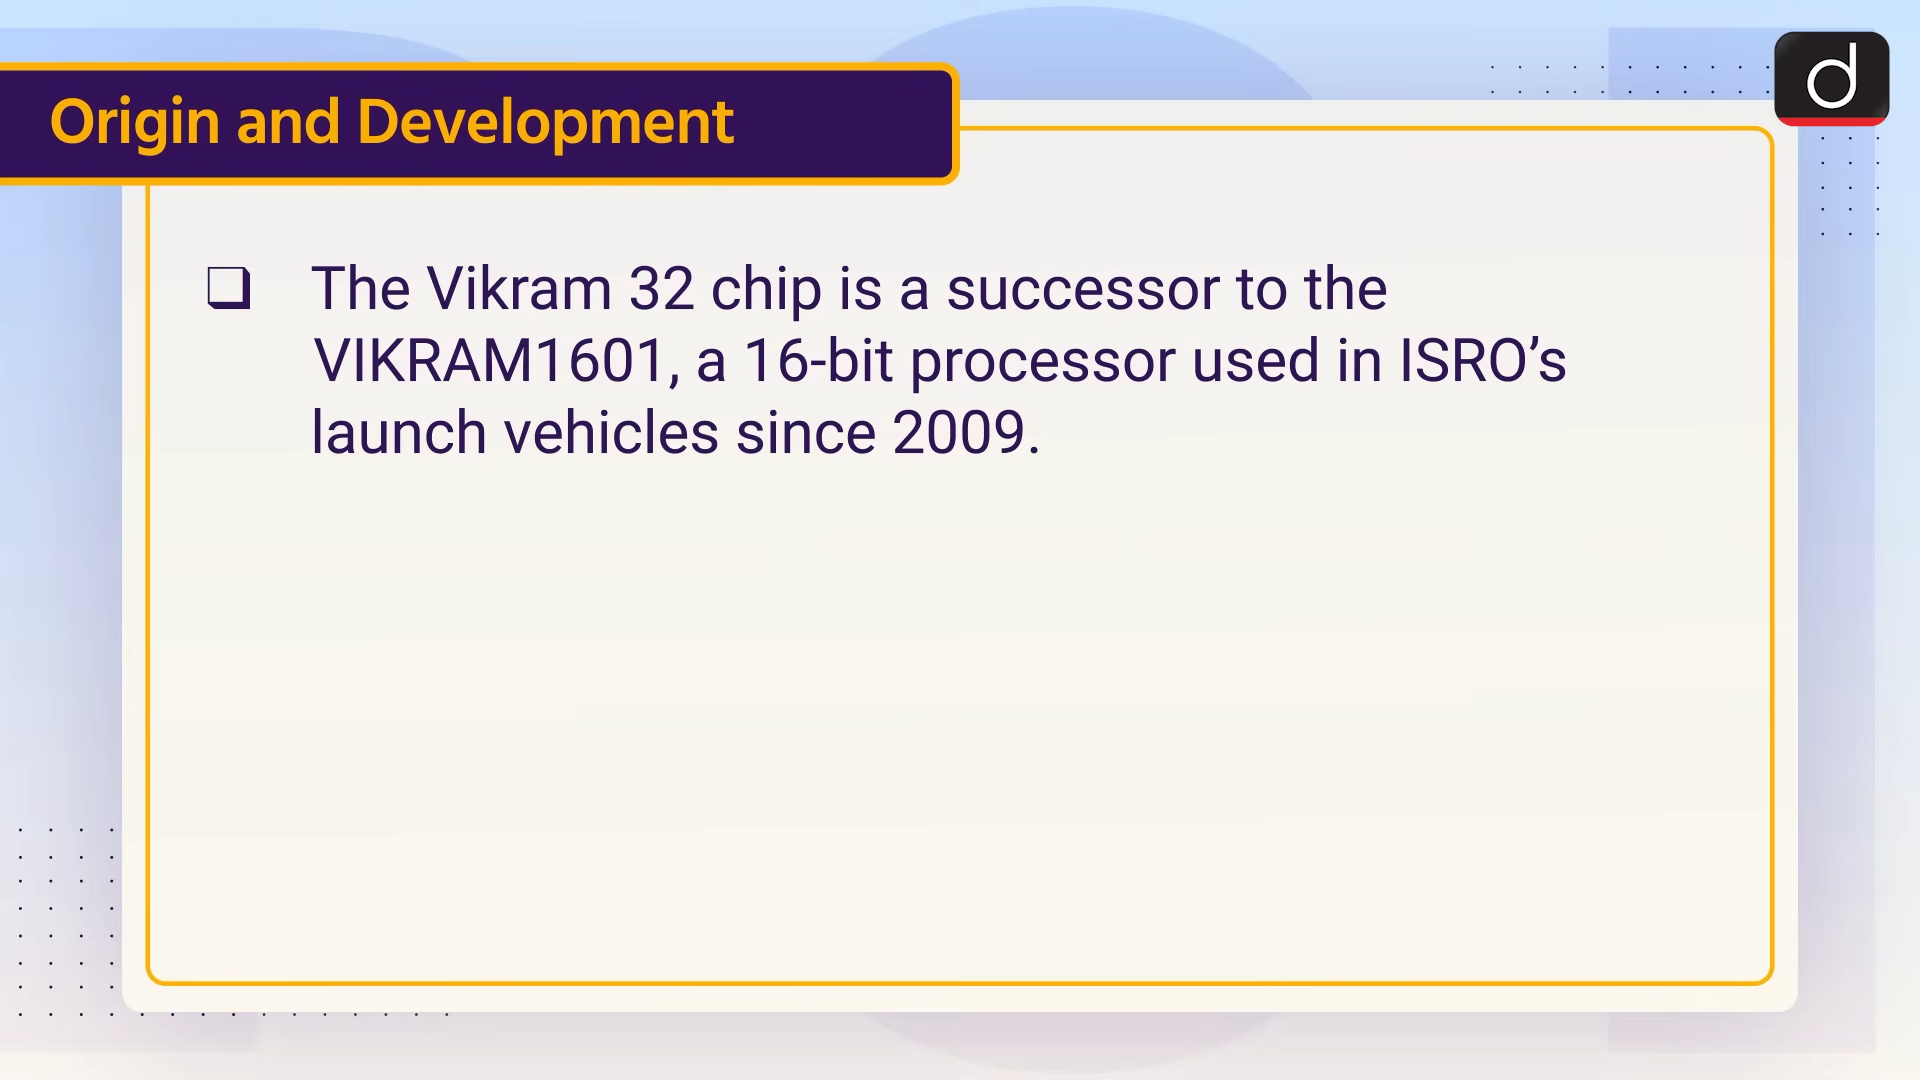 Origin and Development
❑ The Vikram 32 chip is a successor to the
VIKRAM1601, a 16-bit processor used in ISRO’s
launch vehicles since 2009.
d